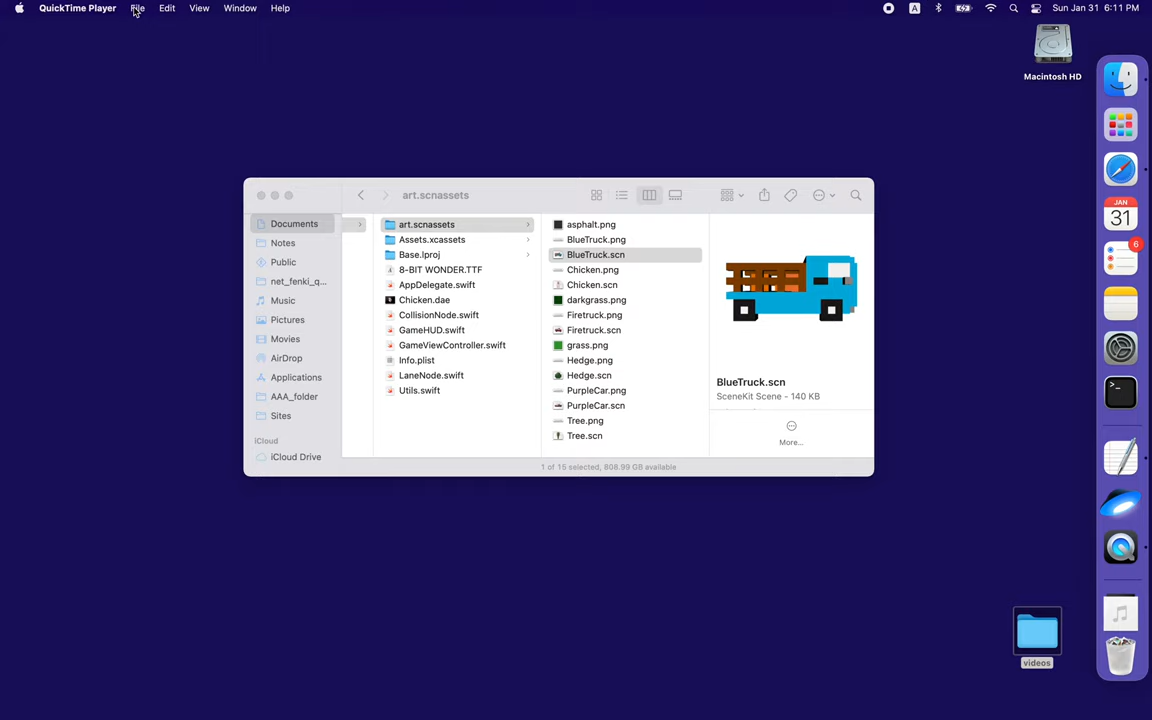 QuickTime Player File Edit View Window Help A Sun Jan 31 6:11 PM
Macintosh HD
art.scnassets
JAN
31
6
Documents
Notes
Public
net_fenki_q...
Music
Pictures
Movies
AirDrop
Applications
AAA_folder
Sites
iCloud
iCloud Drive
art.scnassets
Assets.xcassets
Base.lproj
8-BIT WONDER.TTF
AppDelegate.swift
Chicken.dae
CollisionNode.swift
GameHUD.swift
GameViewController.swift
Info.plist
LaneNode.swift
Utils.swift
asphalt.png
BlueTruck.png
BlueTruck.scn
Chicken.png
Chicken.scn
darkgrass.png
Firetruck.png
Firetruck.scn
grass.png
Hedge.png
Hedge.scn
PurpleCar.png
PurpleCar.scn
Tree.png
Tree.scn
BlueTruck.scn
SceneKit Scene - 140 KB
More...
1 of 15 selected, 808.99 GB available
videos